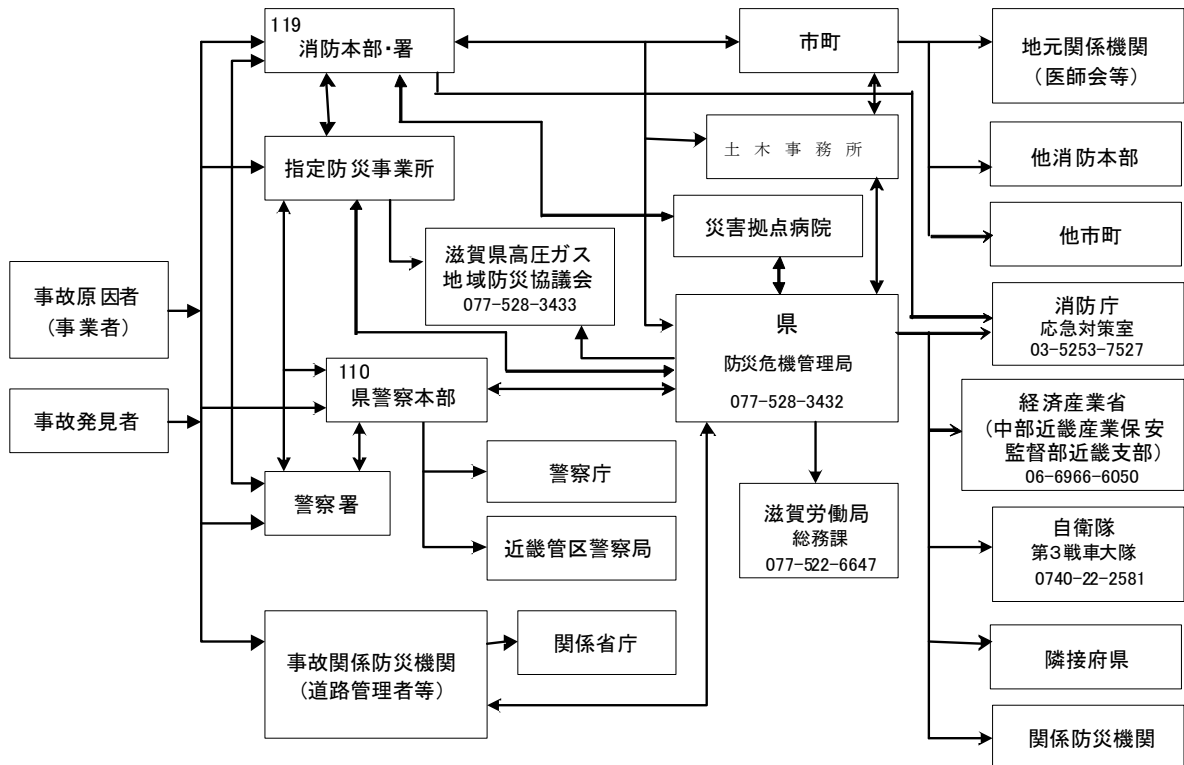 119
消防本部・署
市町
地元関係機関
（医師会等）
土木事務所
他消防本部
指定防災事業所
災害拠点病院
他市町
滋賀県高圧ガス
地域防災協議会
077-528-3433
事故原因者
（事業者）
県
防災危機管理局
077-528-3432
消防庁
応急対策室
03-5253-7527
110
県警察本部
事故発見者
経済産業省
（中部近畿産業保安
監督部近畿支部）
06-6966-6050
警察庁
警察署
滋賀労働局
総務課
077-522-6647
自衛隊
第３戦車大隊
0740-22-2581
近畿管区警察局
事故関係防災機関
（道路管理者等）
関係省庁
隣接府県
関係防災機関